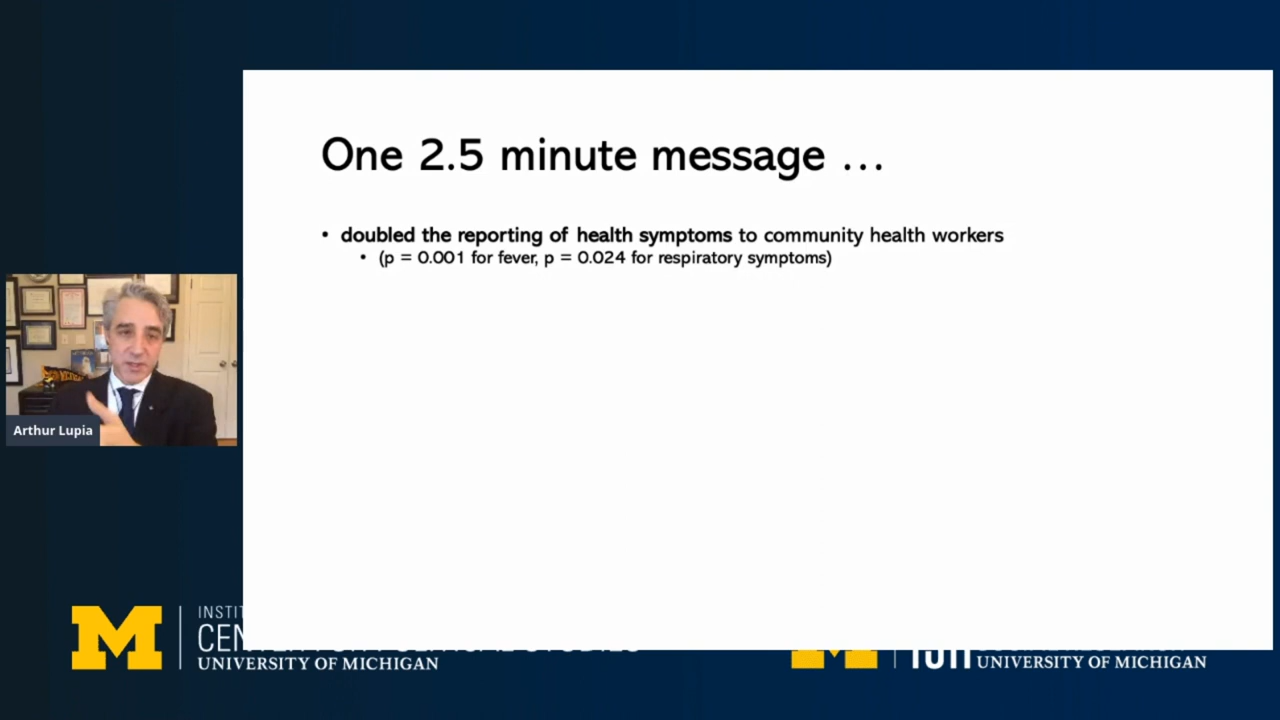 One 2.5 minute message …
• doubled the reporting of health symptoms to community health workers
• (p = 0.001 for fever, p = 0.024 for respiratory symptoms)
Arthur Lupia
UNIVERSITY OF MICHIGAN
UNIVERSITY OF MICHIGAN